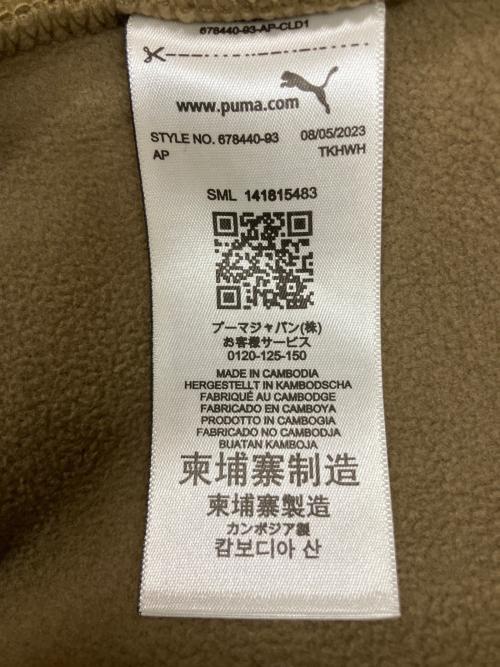 678440-93-AP-CLD1
www.puma.com
STYLE NO. 678440-93 08/05/2023
AP TKHWH
SML 141815483
プーマジャパン(株)
お客様サービス
0120-125-150
MADE IN CAMBODIA
HERGESTELLT IN KAMBODSCHA
FABRIQUÉ AU CAMBODGE
FABRICADO EN CAMBOYA
PRODOTTO IN CAMBOGIA
FABRICADO NO CAMBODJA
BUATAN KAMBOJA
柬埔寨制造
柬埔寨製造
カンボジア製
캄보디아 산